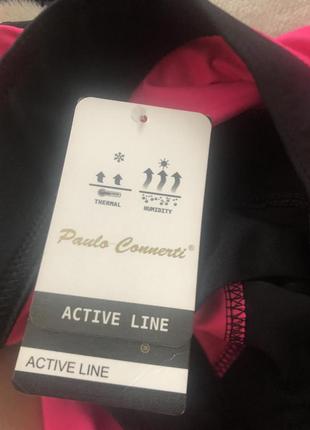 THERMAL HUMIDITY
Paulo Connerti®
ACTIVE LINE
®
ACTIVE LINE